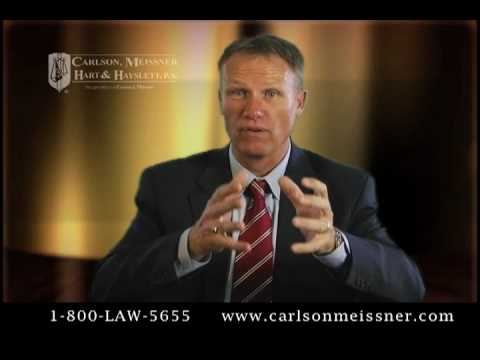 CARLSON, MEISSNER
HART & HAYSLETT, P.A.
1-800-LAW-5655 www.carlsonmeissner.com